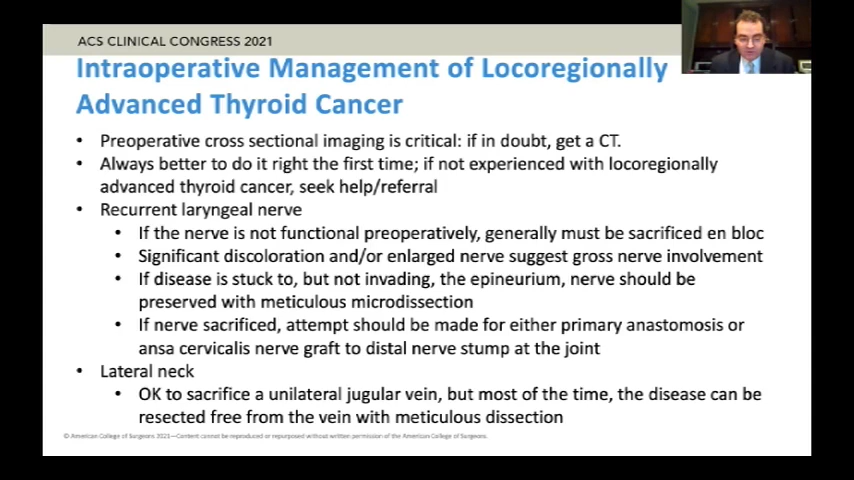 ACS CLINICAL CONGRESS 2021
Intraoperative Management of Locoregionally
Advanced Thyroid Cancer
• Preoperative cross sectional imaging is critical: if in doubt, get a CT.
• Always better to do it right the first time; if not experienced with locoregionally
advanced thyroid cancer, seek help/referral
• Recurrent laryngeal nerve
• If the nerve is not functional preoperatively, generally must be sacrificed en bloc
• Significant discoloration and/or enlarged nerve suggest gross nerve involvement
• If disease is stuck to, but not invading, the epineurium, nerve should be
preserved with meticulous microdissection
• If nerve sacrificed, attempt should be made for either primary anastomosis or
ansa cervicalis nerve graft to distal nerve stump at the joint
• Lateral neck
• OK to sacrifice a unilateral jugular vein, but most of the time, the disease can be
resected free from the vein with meticulous dissection
© American College of Surgeons 2021—Content cannot be reproduced or repurposed without written permission of the American College of Surgeons.